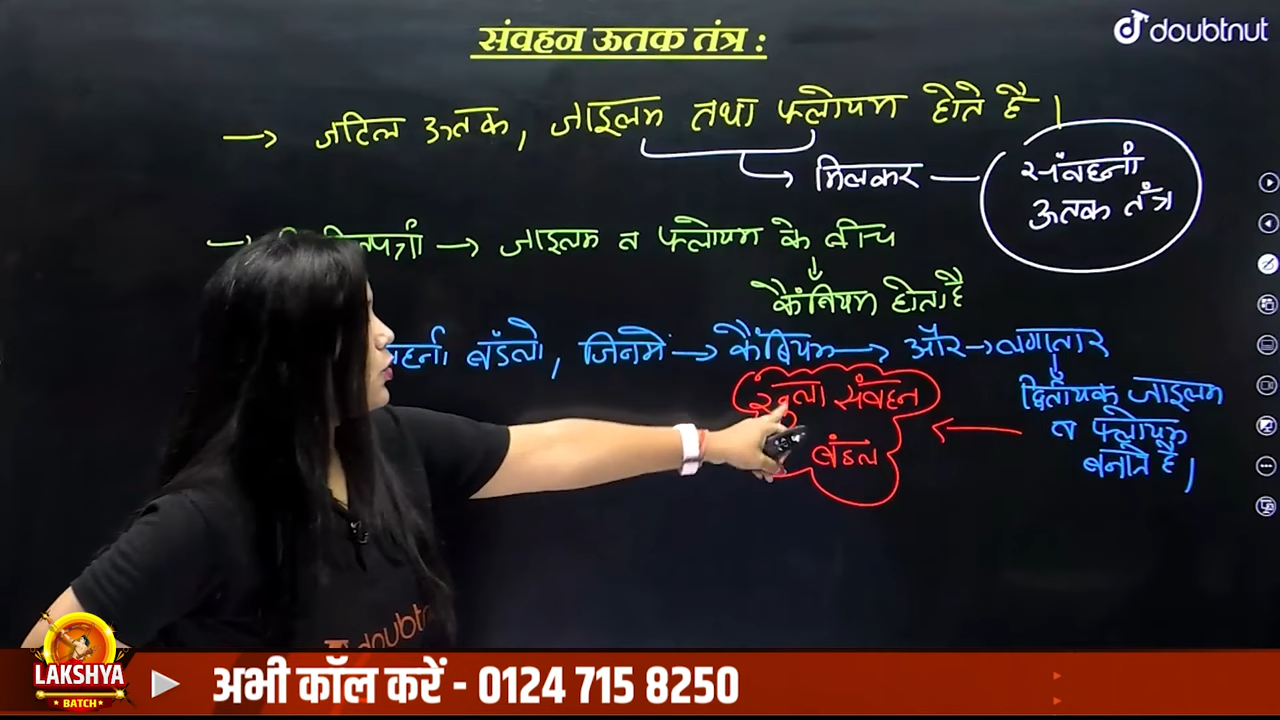 doubtnut
संवहन ऊतक तंत्र :
→ जटिल ऊतक, जाइलम तथा फ्लोयम होते है।
→ मिलकर — संवहनी
ऊतक तंत्र
→ जाइलम व फ्लोयम के बीच
↓
कैंबियम होता है
बंडलो, जिनमें → कैंबियम → और → लगातार
↓
द्वितीयक जाइलम
व फ्लोयम
बनाते है।
←
खुला संवहन
बंडल
doubtn
LAKSHYA
BATCH
अभी कॉल करें - 0124 715 8250